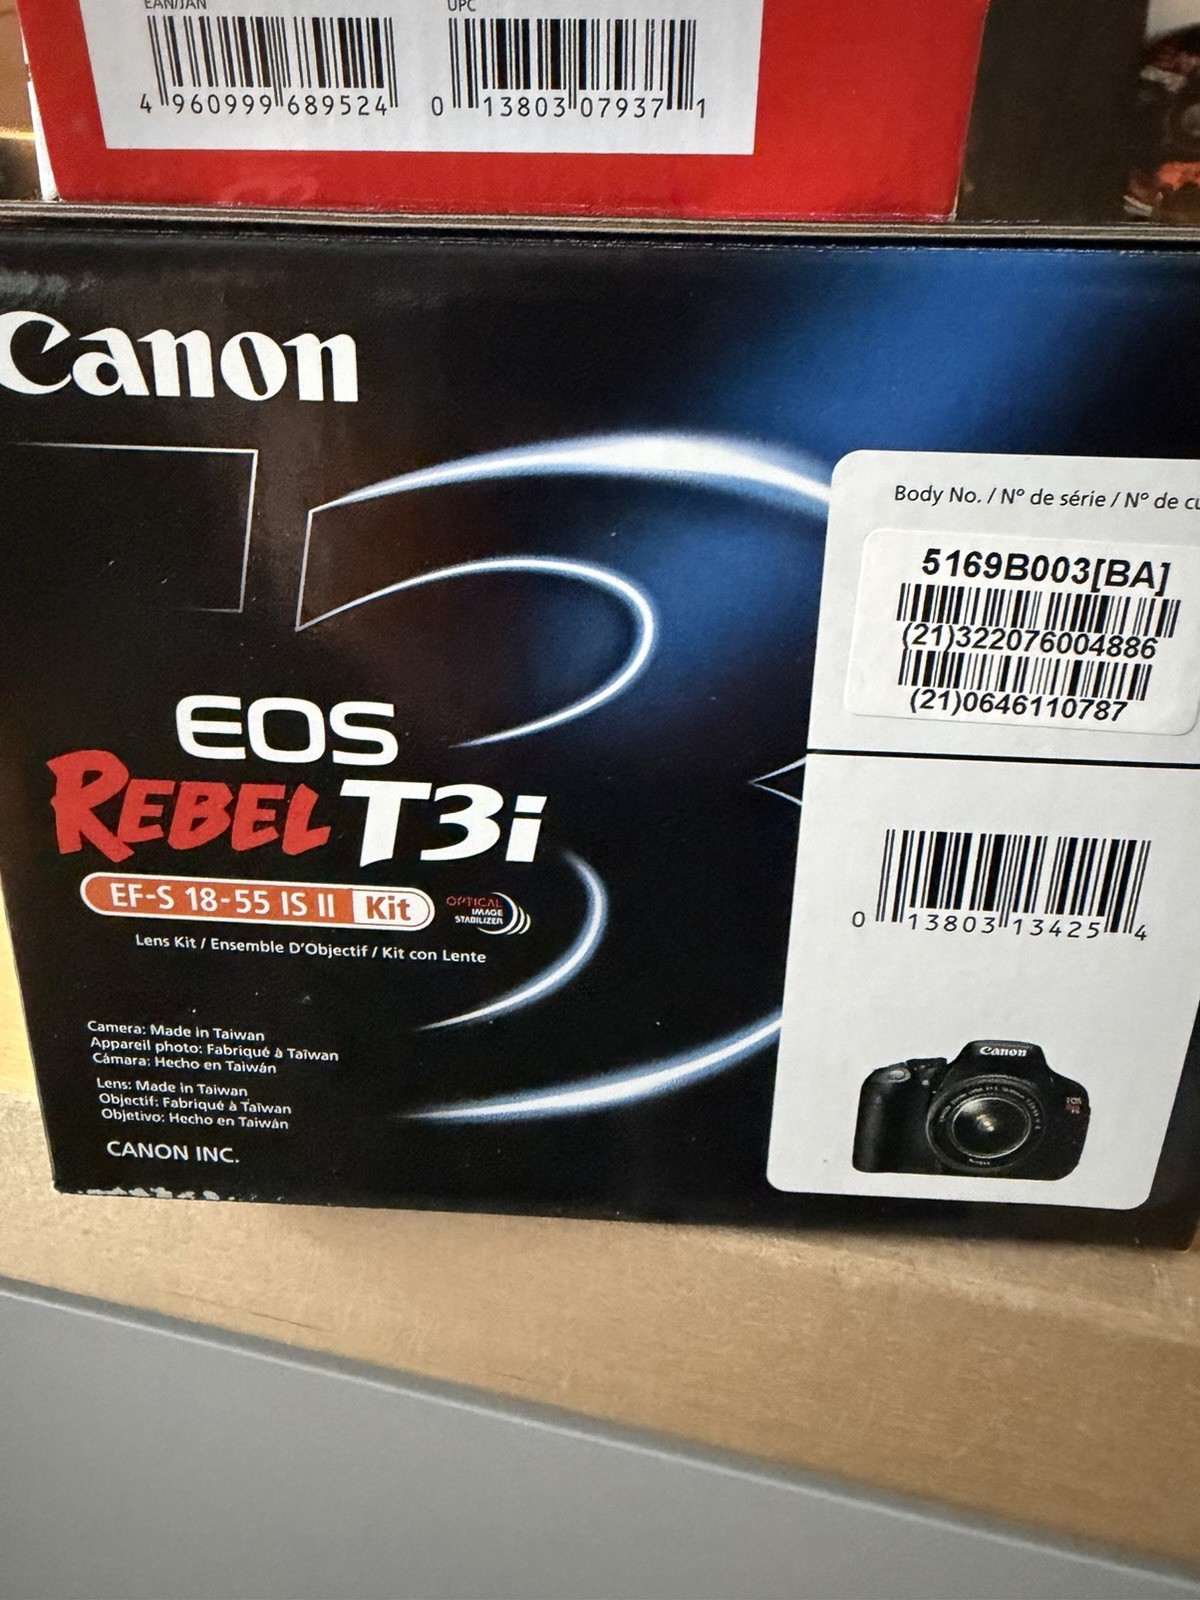 EAN/JAN
UPC
4 960999 689524
0 13803 07937 1
Canon
EOS
REBEL T3i
EF-S 18-55 IS II Kit
OPTICAL
IMAGE
STABILIZER
Lens Kit / Ensemble D'Objectif / Kit con Lente
Camera: Made in Taiwan
Appareil photo: Fabriqué à Taïwan
Cámara: Hecho en Taiwán
Lens: Made in Taiwan
Objectif: Fabriqué à Taïwan
Objetivo: Hecho en Taiwán
CANON INC.
Body No. / Nº de série / Nº de
5169B003[BA]
(21)322076004886
(21)0646110787
0 13803 13425 4
Canon